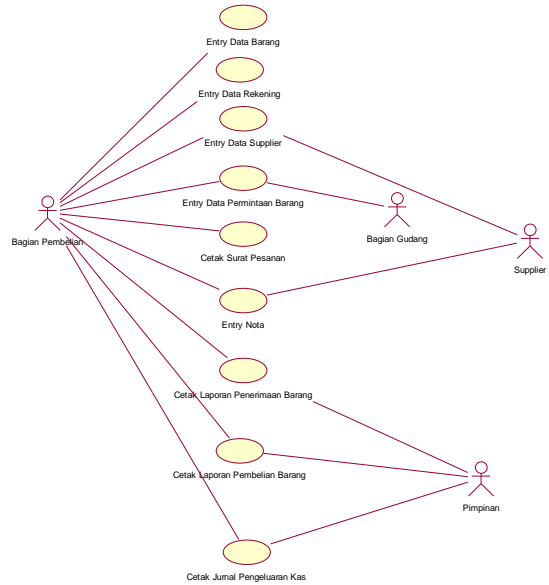 Entry Data Barang
Entry Data Rekening
Entry Data Supplier
Entry Data Permintaan Barang
Bagian Pembelian
Bagian Gudang
Cetak Surat Pesanan
Supplier
Entry Nota
Cetak Laporan Penerimaan Barang
Cetak Laporan Pembelian Barang
Pimpinan
Cetak Jurnal Pengeluaran Kas